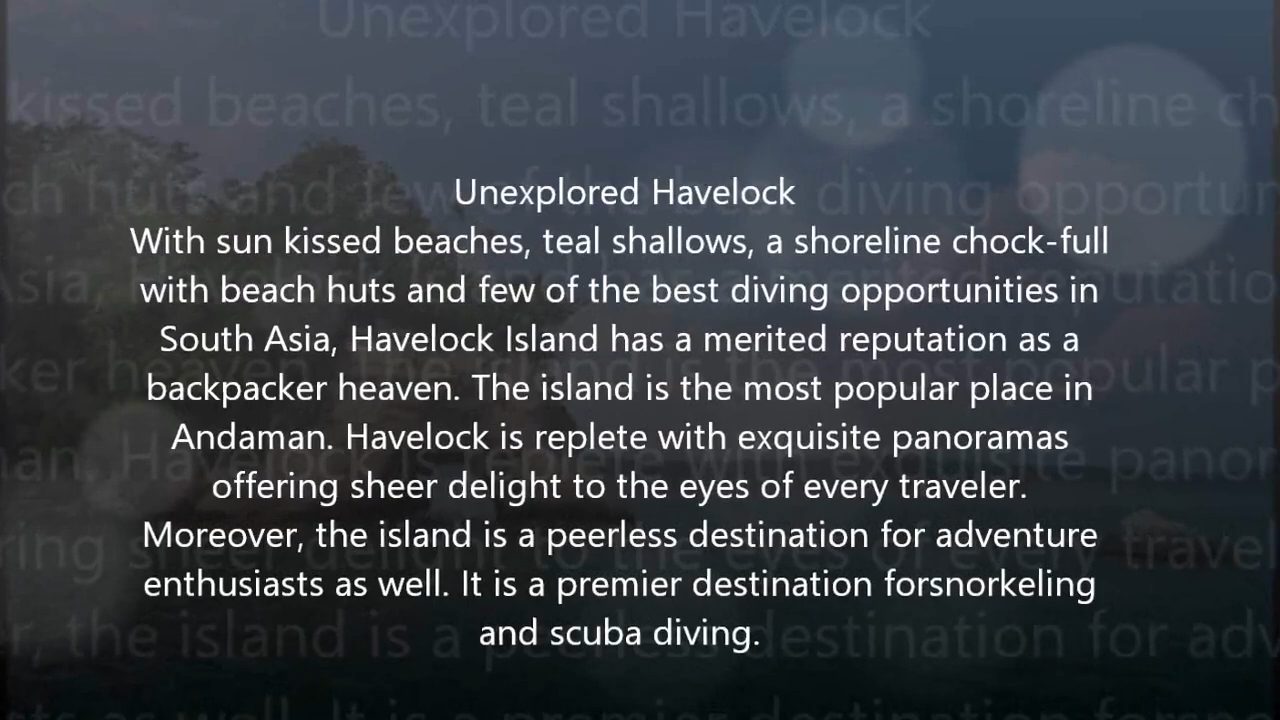 Unexplored Havelock
With sun kissed beaches, teal shallows, a shoreline chock-full
with beach huts and few of the best diving opportunities in
South Asia, Havelock Island has a merited reputation as a
backpacker heaven. The island is the most popular place in
Andaman. Havelock is replete with exquisite panoramas
offering sheer delight to the eyes of every traveler.
Moreover, the island is a peerless destination for adventure
enthusiasts as well. It is a premier destination forsnorkeling
and scuba diving.